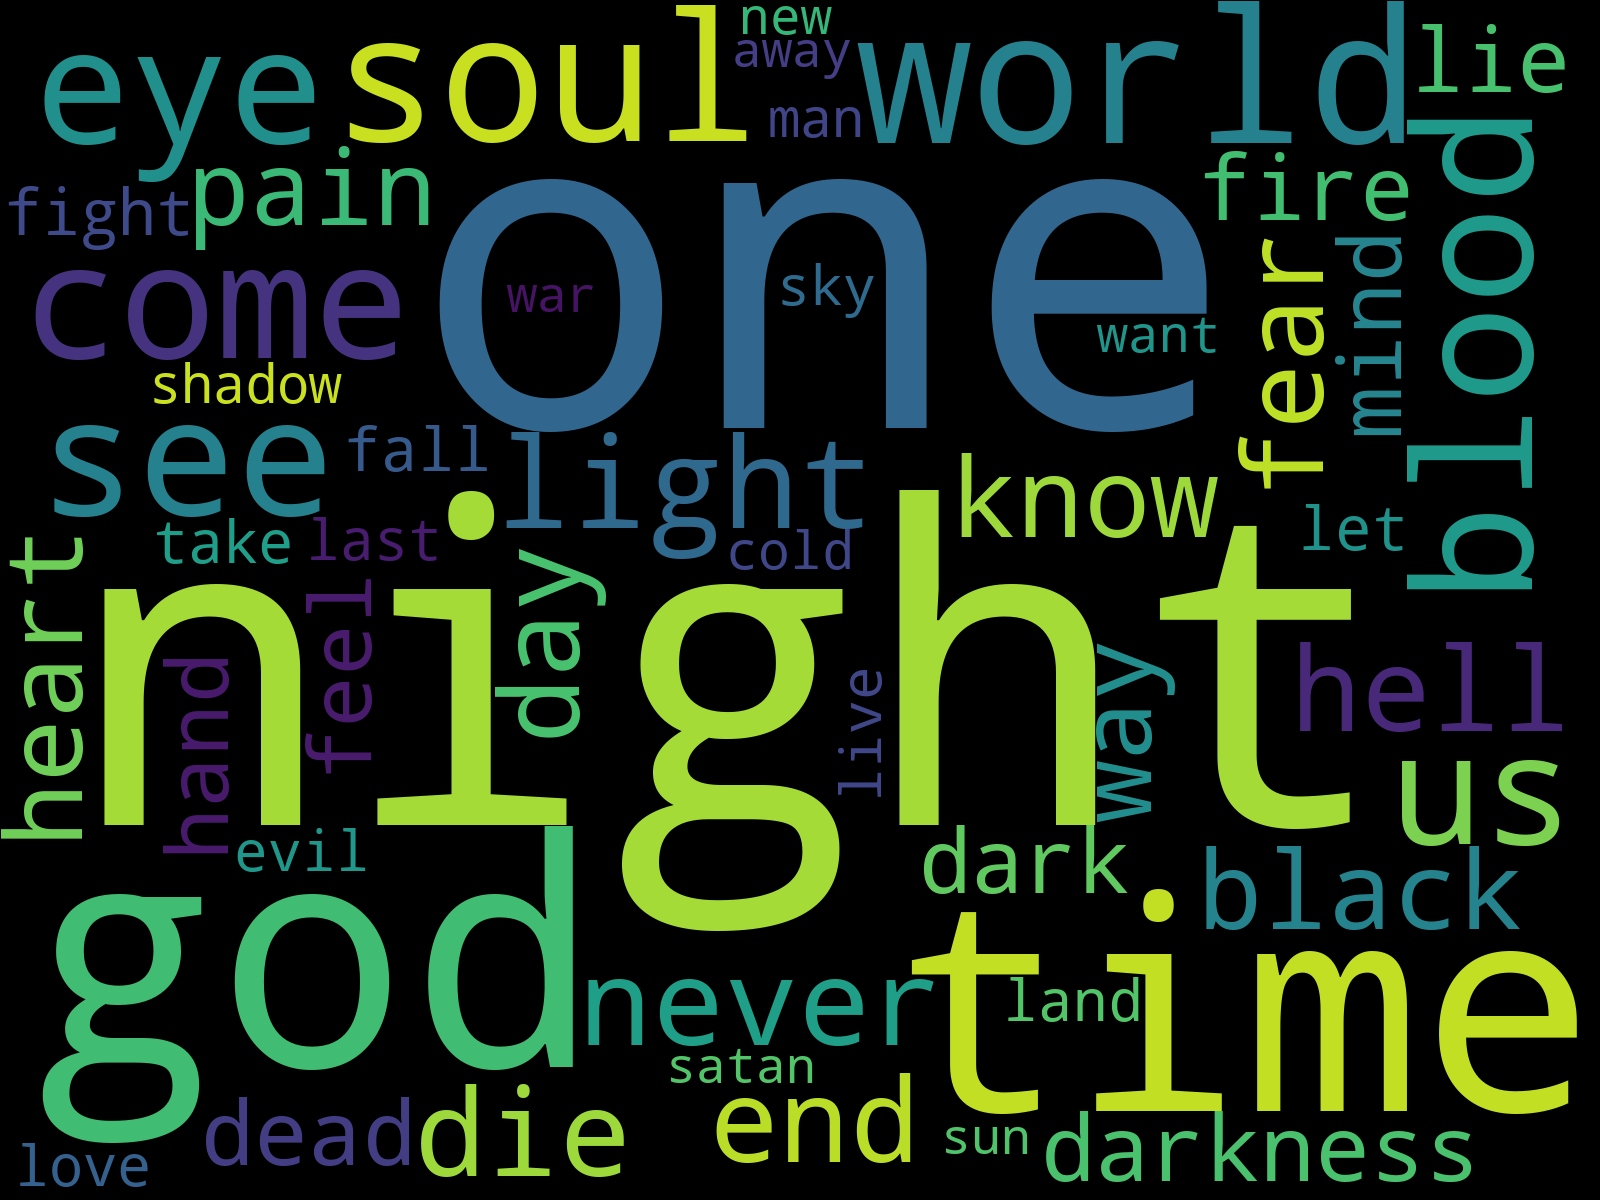 new
eye soul away world lie
man
fight pain one fire blood
come war sky want fear mind
shadow
see fall light know
take last cold let
heart night
hand feel day live way hell
us
evil dark black
god never time
land
satan
dead die end sun darkness
love